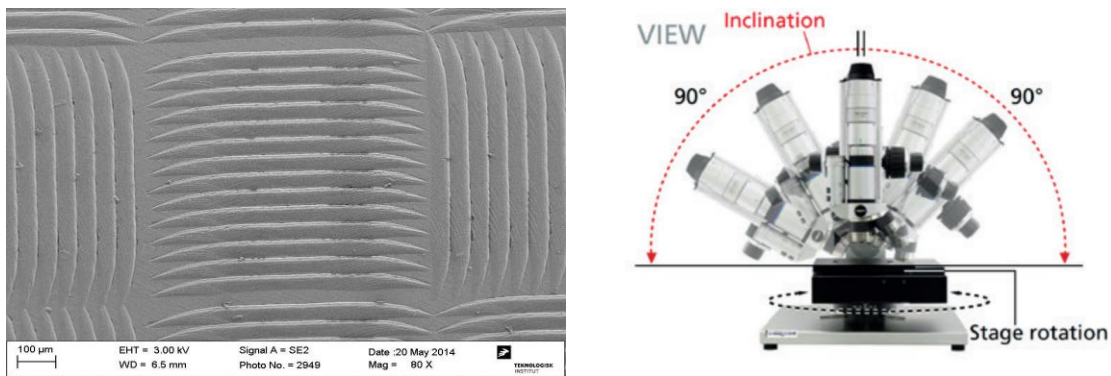 100 µm
EHT = 3.00 kV
WD = 6.5 mm
Signal A = SE2
Photo No. = 2949
Date :20 May 2014
Mag = 80 X
TEKNOLOGISK
INSTITUT
VIEW
Inclination
90°
90°
Stage rotation